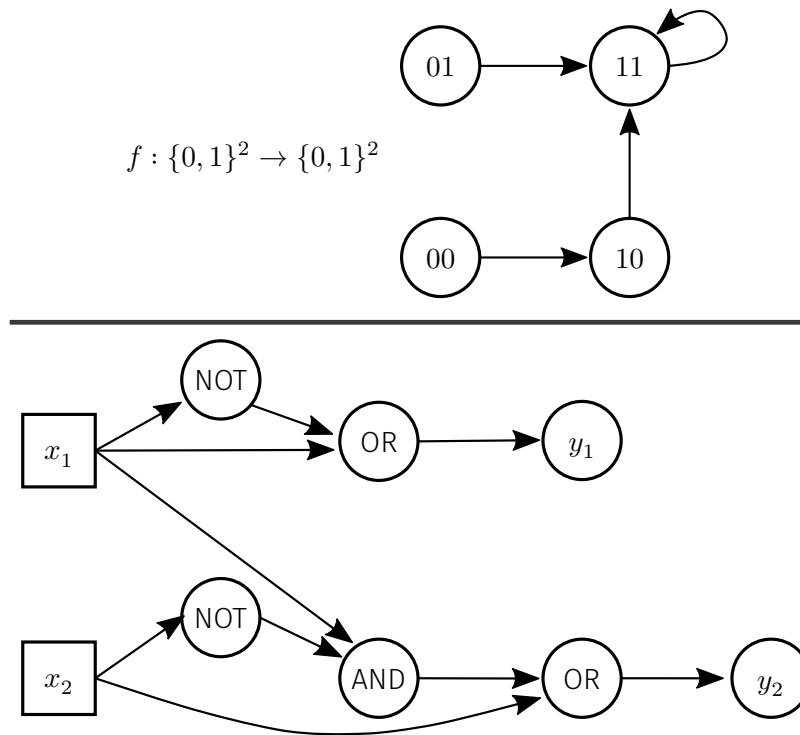 01 11
f : {0, 1}² → {0, 1}²
00 10
NOT
x₁ OR y₁
NOT
x₂ AND OR y₂